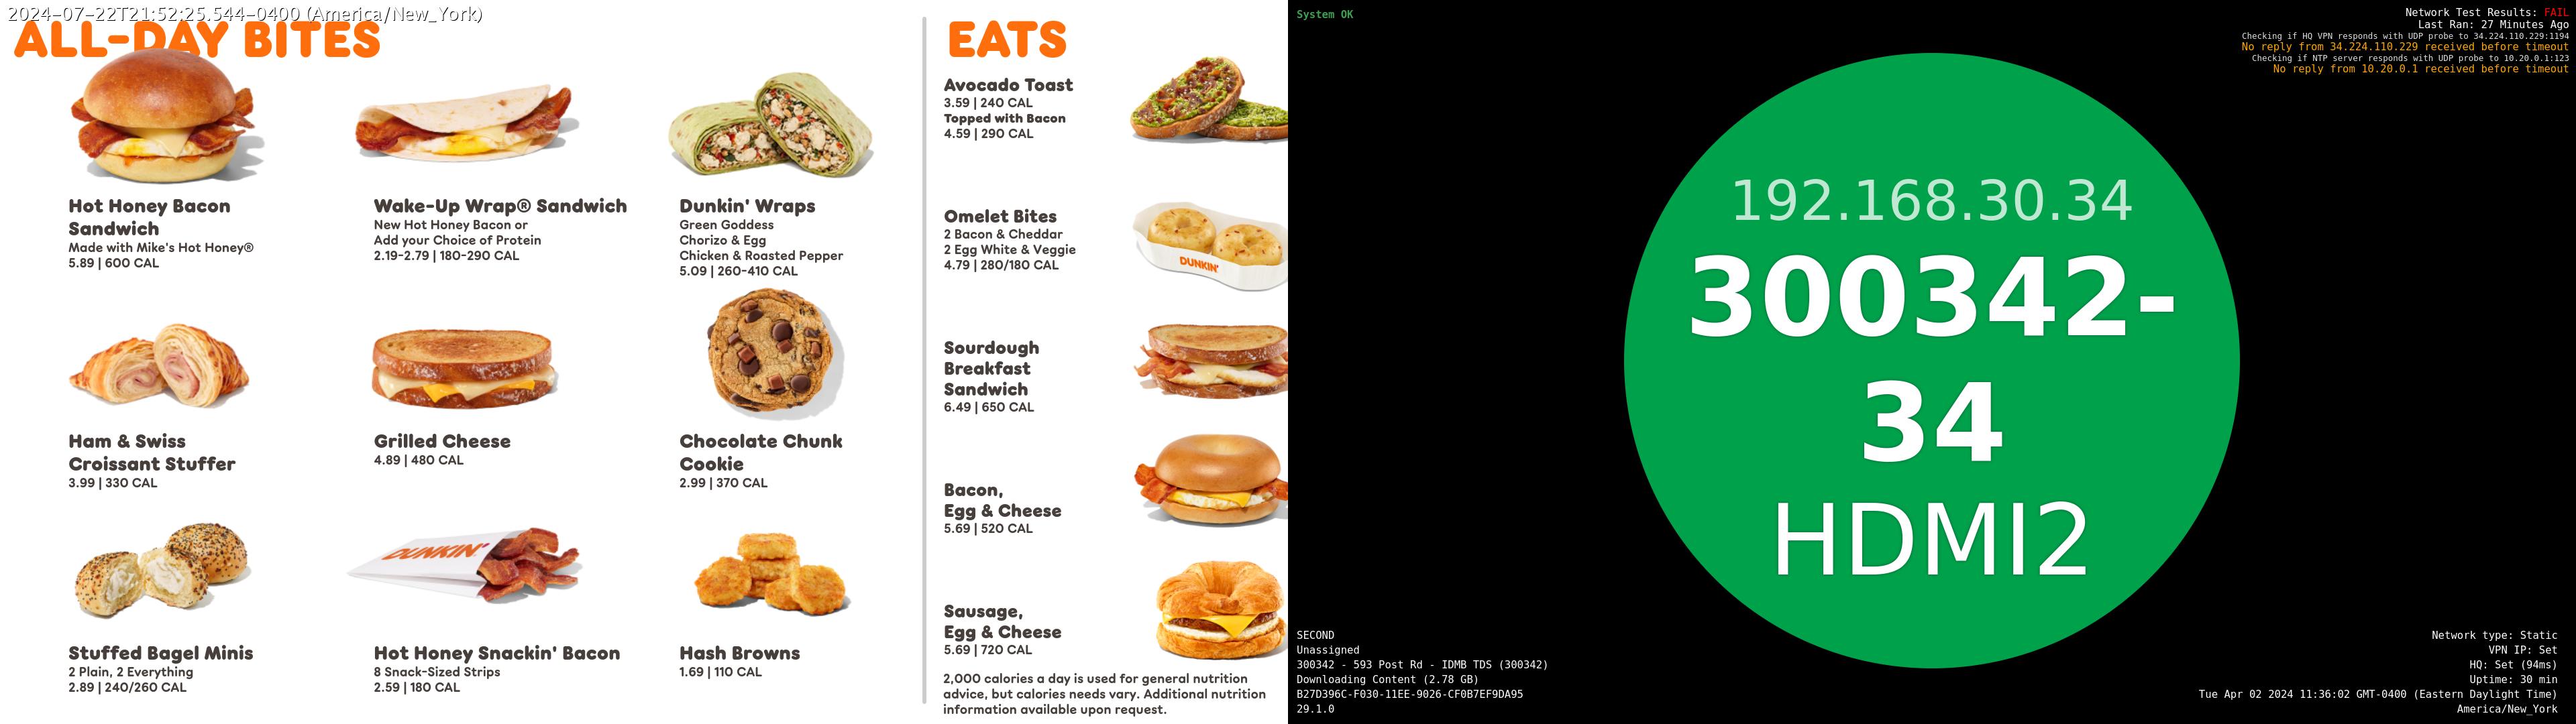 2024-07-22T21:52:25.544-0400 (America/New_York)
ALL-DAY BITES
Hot Honey Bacon
Sandwich
Made with Mike's Hot Honey®
5.89 | 600 CAL
Wake-Up Wrap® Sandwich
New Hot Honey Bacon or
Add your Choice of Protein
2.19-2.79 | 180-290 CAL
Dunkin' Wraps
Green Goddess
Chorizo & Egg
Chicken & Roasted Pepper
5.09 | 260-410 CAL
Ham & Swiss
Croissant Stuffer
3.99 | 330 CAL
Grilled Cheese
4.89 | 480 CAL
Chocolate Chunk
Cookie
2.99 | 370 CAL
DUNKIN'
Stuffed Bagel Minis
2 Plain, 2 Everything
2.89 | 240/260 CAL
Hot Honey Snackin' Bacon
8 Snack-Sized Strips
2.59 | 180 CAL
Hash Browns
1.69 | 110 CAL
EATS
Avocado Toast
3.59 | 240 CAL
Topped with Bacon
4.59 | 290 CAL
Omelet Bites
2 Bacon & Cheddar
2 Egg White & Veggie
4.79 | 280/180 CAL
DUNKIN'
Sourdough
Breakfast
Sandwich
6.49 | 650 CAL
Bacon,
Egg & Cheese
5.69 | 520 CAL
Sausage,
Egg & Cheese
5.69 | 720 CAL
2,000 calories a day is used for general nutrition
advice, but calories needs vary. Additional nutrition
information available upon request.
System OK
Network Test Results: FAIL
Last Ran: 27 Minutes Ago
Checking if HQ VPN responds with UDP probe to 34.224.110.229:1194
No reply from 34.224.110.229 received before timeout
Checking if NTP server responds with UDP probe to 10.20.0.1:123
No reply from 10.20.0.1 received before timeout
192.168.30.34
300342-
34
HDMI2
SECOND
Unassigned
300342 - 593 Post Rd - IDMB TDS (300342)
Downloading Content (2.78 GB)
B27D396C-F030-11EE-9026-CF0B7EF9DA95
29.1.0
Network type: Static
VPN IP: Set
HQ: Set (94ms)
Uptime: 30 min
Tue Apr 02 2024 11:36:02 GMT-0400 (Eastern Daylight Time)
America/New_York